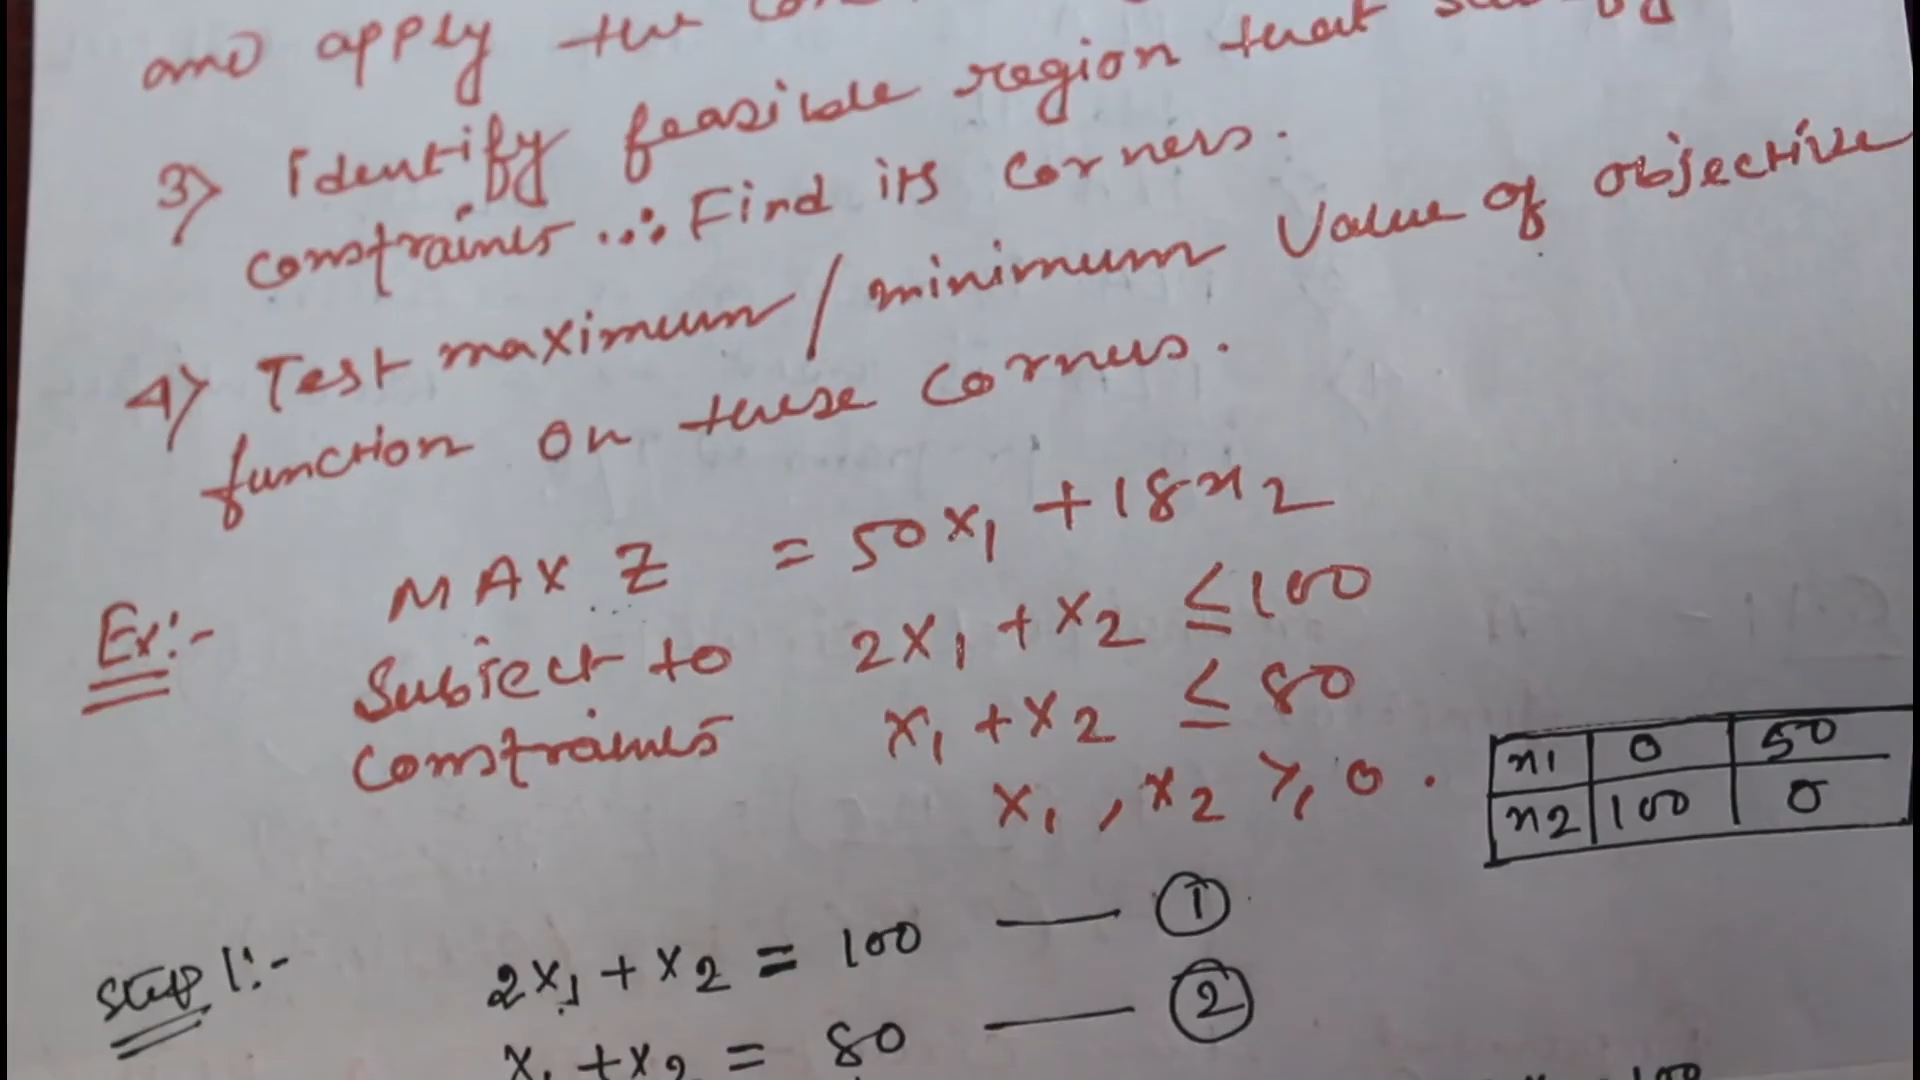 and apply the
3) Identify feasible region that
constraints ∴ Find its corners.
4) Test maximum / minimum Value of objective
function on these corners.
Ex:- MAX Z = 50x1 + 18x2
Subject to 2x1 + x2 ≤ 100
constraints x1 + x2 ≤ 80
x1, x2 ≥ 0.
x1 0 50
x2 100 0
Step 1:- 2x1 + x2 = 100 — ①
x1 + x2 = 80 — ②